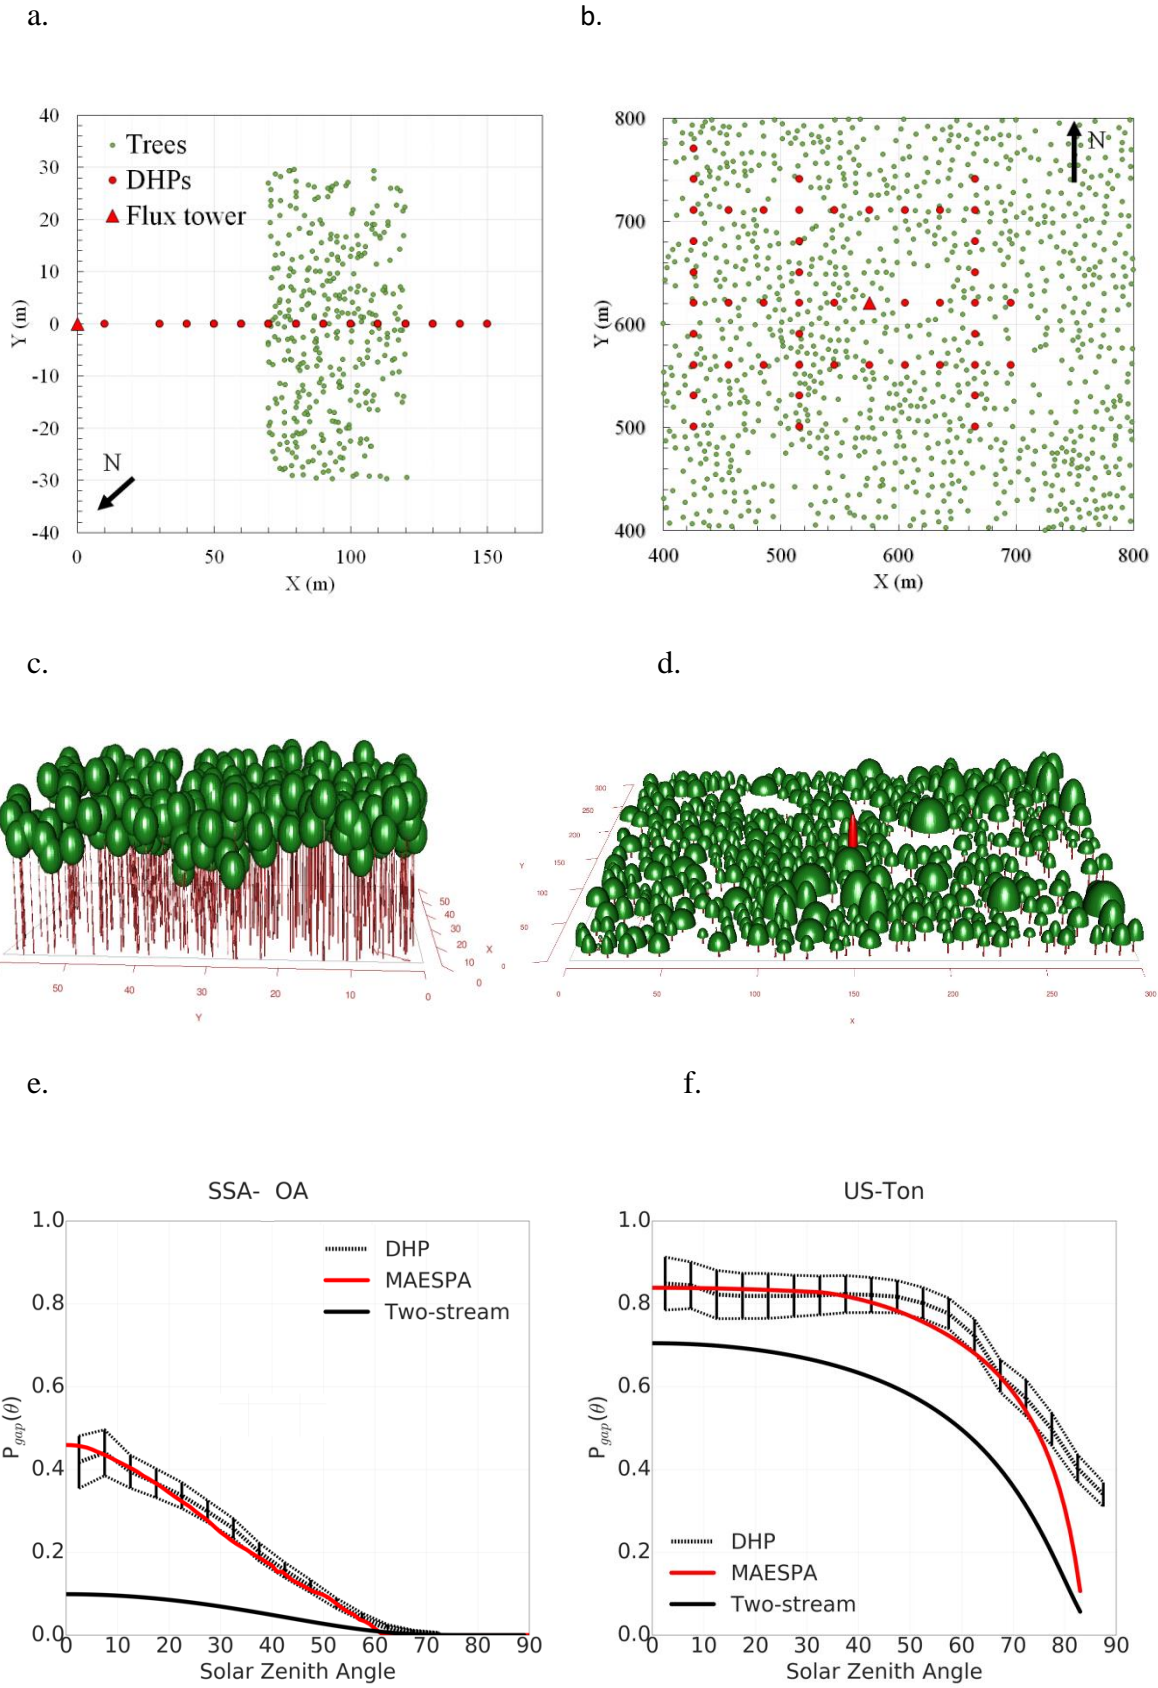 a.
b.
40
30
20
10
0
-10
-20
-30
-40
Y (m)
Trees
DHPs
Flux tower
N
0
50
100
150
X (m)
800
700
600
500
400
Y (m)
N
400
500
600
700
800
X (m)
c.
d.
50
40
30
20
10
0
X
50
40
30
20
10
0
Y
300
250
200
150
100
50
0
Y
0
50
100
150
200
250
300
X
e.
f.
SSA- OA
1.0
0.8
0.6
0.4
0.2
0.0
Pgap(θ)
DHP
MAESPA
Two-stream
0 10 20 30 40 50 60 70 80 90
Solar Zenith Angle
US-Ton
1.0
0.8
0.6
0.4
0.2
0.0
Pgap(θ)
DHP
MAESPA
Two-stream
0 10 20 30 40 50 60 70 80 90
Solar Zenith Angle